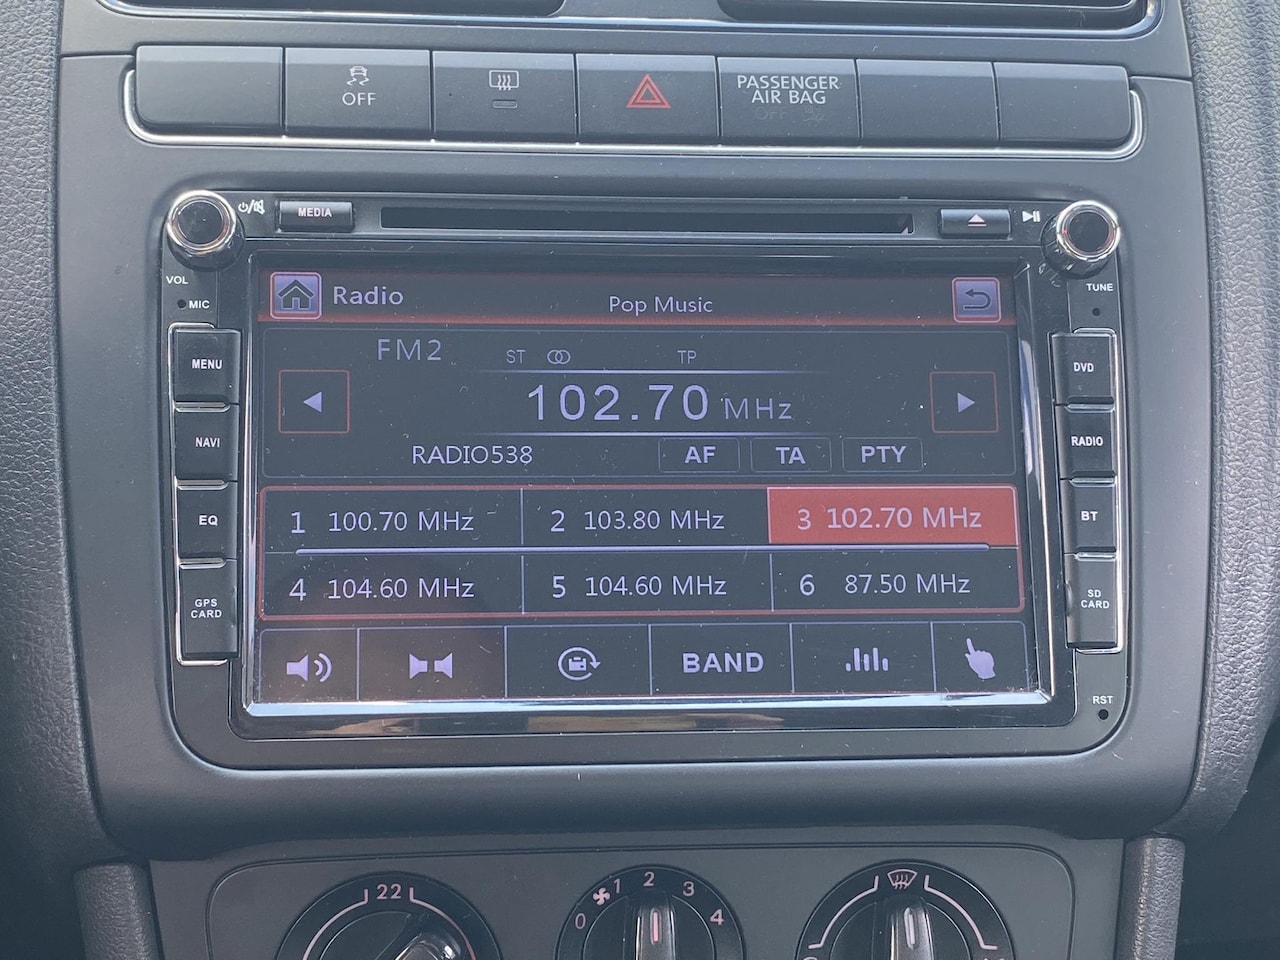 OFF
PASSENGER
AIR BAG
OFF
MEDIA
VOL
MIC
TUNE
Radio
Pop Music
FM2
ST
TP
102.70 MHz
RADIO538
AF
TA
PTY
1 100.70 MHz
2 103.80 MHz
3 102.70 MHz
4 104.60 MHz
5 104.60 MHz
6 87.50 MHz
BAND
MENU
NAVI
EQ
GPS
CARD
DVD
RADIO
BT
SD
CARD
RST
22
0 1 2 3 4